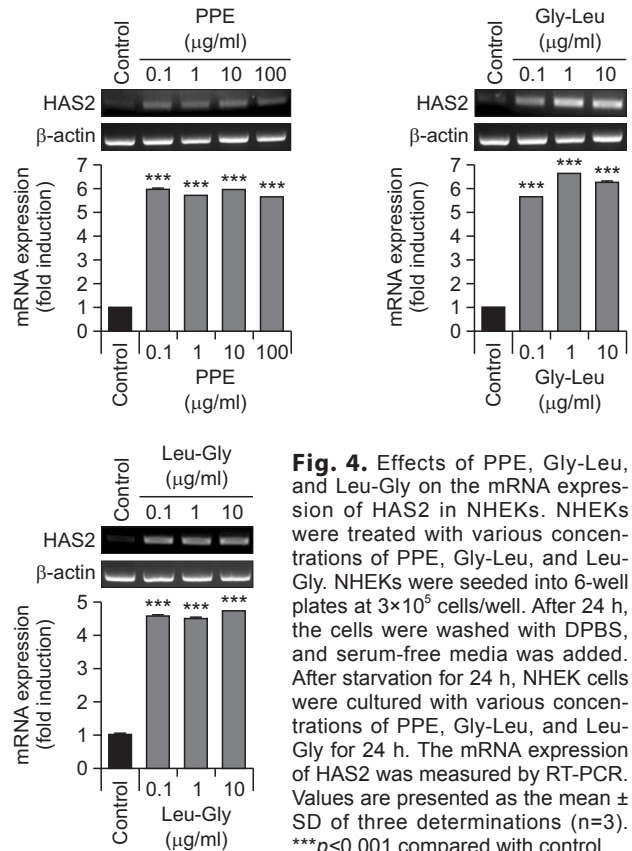 PPE
(μg/ml)
Control
0.1 1 10 100
HAS2
β-actin
7
6
5
4
3
2
1
0
mRNA expression
(fold induction)
*** *** *** ***
Control
0.1 1 10 100
PPE
(μg/ml)
Gly-Leu
(μg/ml)
Control
0.1 1 10
HAS2
β-actin
7
6
5
4
3
2
1
0
mRNA expression
(fold induction)
*** *** ***
Control
0.1 1 10
Gly-Leu
(μg/ml)
Leu-Gly
(μg/ml)
Control
0.1 1 10
HAS2
β-actin
5
4
3
2
1
0
mRNA expression
(fold induction)
*** *** ***
Control
0.1 1 10
Leu-Gly
(μg/ml)
Fig. 4. Effects of PPE, Gly-Leu,
and Leu-Gly on the mRNA expres-
sion of HAS2 in NHEKs. NHEKs
were treated with various concen-
trations of PPE, Gly-Leu, and Leu-
Gly. NHEKs were seeded into 6-well
plates at 3×10⁵ cells/well. After 24 h,
the cells were washed with DPBS,
and serum-free media was added.
After starvation for 24 h, NHEK cells
were cultured with various concen-
trations of PPE, Gly-Leu, and Leu-
Gly for 24 h. The mRNA expression
of HAS2 was measured by RT-PCR.
Values are presented as the mean ±
SD of three determinations (n=3).
***p<0.001 compared with control